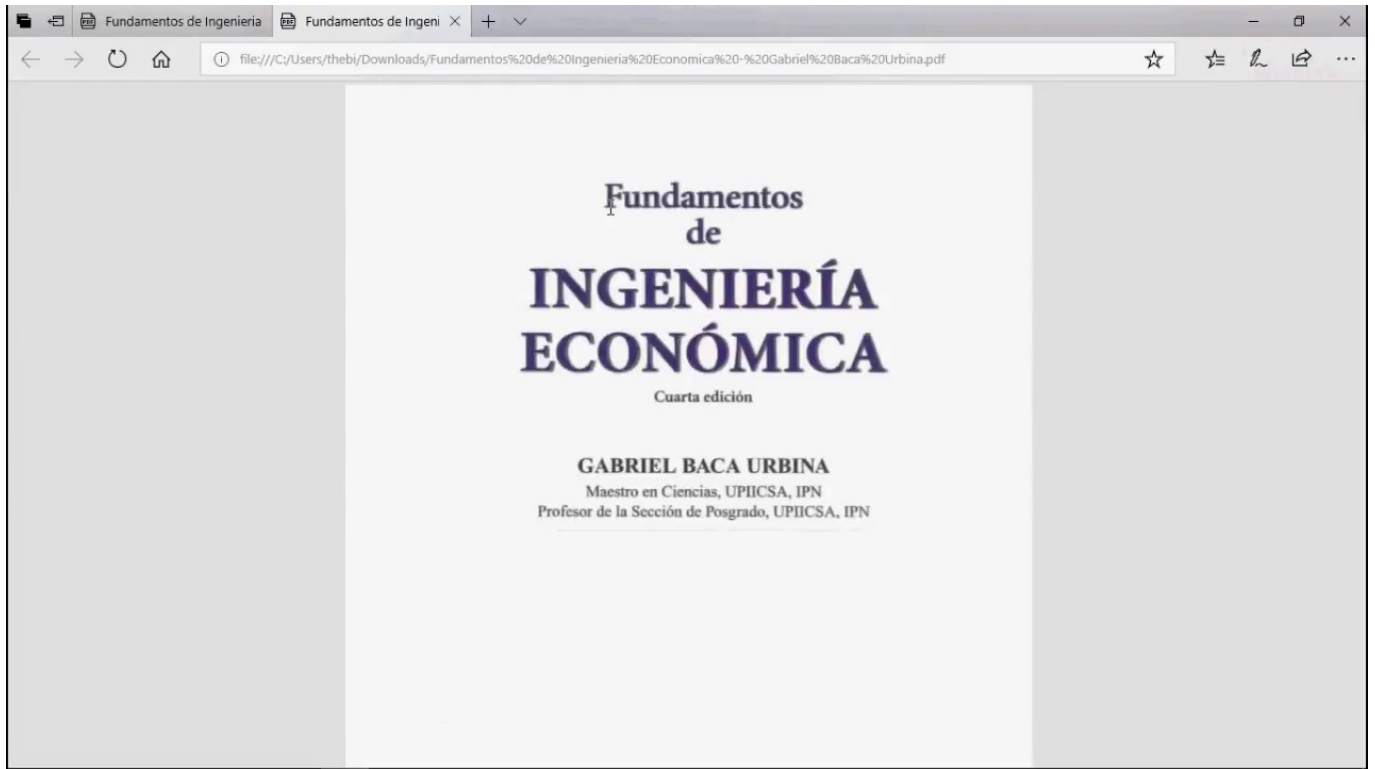 Fundamentos de Ingenieria
Fundamentos de Ingeni
file:///C:/Users/thebi/Downloads/Fundamentos%20de%20Ingenieria%20Economica%20-%20Gabriel%20Baca%20Urbina.pdf
Fundamentos
de
INGENIERÍA
ECONÓMICA
Cuarta edición
GABRIEL BACA URBINA
Maestro en Ciencias, UPIICSA, IPN
Profesor de la Sección de Posgrado, UPIICSA, IPN